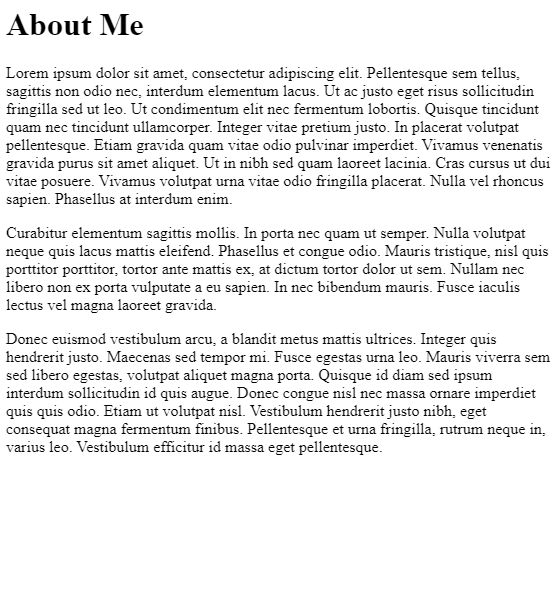 About Me
Lorem ipsum dolor sit amet, consectetur adipiscing elit. Pellentesque sem tellus,
sagittis non odio nec, interdum elementum lacus. Ut ac justo eget risus sollicitudin
fringilla sed ut leo. Ut condimentum elit nec fermentum lobortis. Quisque tincidunt
quam nec tincidunt ullamcorper. Integer vitae pretium justo. In placerat volutpat
pellentesque. Etiam gravida quam vitae odio pulvinar imperdiet. Vivamus venenatis
gravida purus sit amet aliquet. Ut in nibh sed quam laoreet lacinia. Cras cursus ut dui
vitae posuere. Vivamus volutpat urna vitae odio fringilla placerat. Nulla vel rhoncus
sapien. Phasellus at interdum enim.
Curabitur elementum sagittis mollis. In porta nec quam ut semper. Nulla volutpat
neque quis lacus mattis eleifend. Phasellus et congue odio. Mauris tristique, nisl quis
porttitor porttitor, tortor ante mattis ex, at dictum tortor dolor ut sem. Nullam nec
libero non ex porta vulputate a eu sapien. In nec bibendum mauris. Fusce iaculis
lectus vel magna laoreet gravida.
Donec euismod vestibulum arcu, a blandit metus mattis ultrices. Integer quis
hendrerit justo. Maecenas sed tempor mi. Fusce egestas urna leo. Mauris viverra sem
sed libero egestas, volutpat aliquet magna porta. Quisque id diam sed ipsum
interdum sollicitudin id quis augue. Donec congue nisl nec massa ornare imperdiet
quis quis odio. Etiam ut volutpat nisl. Vestibulum hendrerit justo nibh, eget
consequat magna fermentum finibus. Pellentesque et urna fringilla, rutrum neque in,
varius leo. Vestibulum efficitur id massa eget pellentesque.